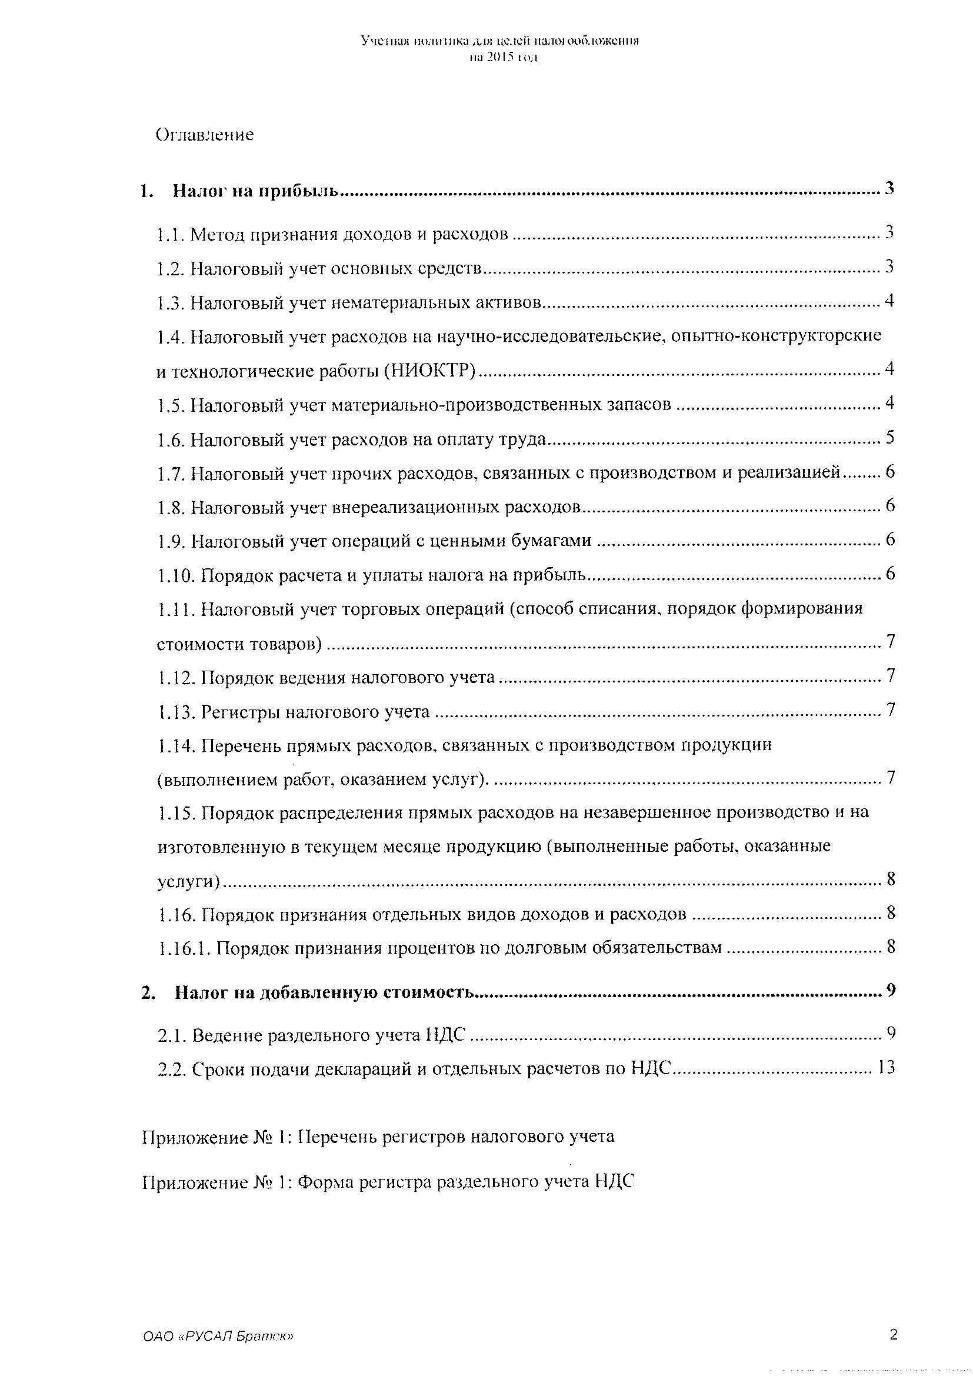 Учетная политика для целей налогообложения
на 2015 год
Оглавление
1. Налог на прибыль........................................................................................................ 3
1.1. Метод признания доходов и расходов ........................................................................ 3
1.2. Налоговый учет основных средств............................................................................. 3
1.3. Налоговый учет нематериальных активов.................................................................. 4
1.4. Налоговый учет расходов на научно-исследовательские, опытно-конструкторские
и технологические работы (НИОКТР)............................................................................. 4
1.5. Налоговый учет материально-производственных запасов ........................................ 4
1.6. Налоговый учет расходов на оплату труда................................................................. 5
1.7. Налоговый учет прочих расходов, связанных с производством и реализацией........ 6
1.8. Налоговый учет внереализационных расходов.......................................................... 6
1.9. Налоговый учет операций с ценными бумагами ........................................................ 6
1.10. Порядок расчета и уплаты налога на прибыль......................................................... 6
1.11. Налоговый учет торговых операций (способ списания, порядок формирования
стоимости товаров) ......................................................................................................... 7
1.12. Порядок ведения налогового учета .......................................................................... 7
1.13. Регистры налогового учета ...................................................................................... 7
1.14. Перечень прямых расходов, связанных с производством продукции
(выполнением работ, оказанием услуг). .......................................................................... 7
1.15. Порядок распределения прямых расходов на незавершенное производство и на
изготовленную в текущем месяце продукцию (выполненные работы, оказанные
услуги)............................................................................................................................. 8
1.16. Порядок признания отдельных видов доходов и расходов ..................................... 8
1.16.1. Порядок признания процентов по долговым обязательствам ............................... 8
2. Налог на добавленную стоимость............................................................................... 9
2.1. Ведение раздельного учета НДС ............................................................................... 9
2.2. Сроки подачи деклараций и отдельных расчетов по НДС........................................ 13
Приложение № 1: Перечень регистров налогового учета
Приложение № 1: Форма регистра раздельного учета НДС
ОАО «РУСАЛ Братск»
2